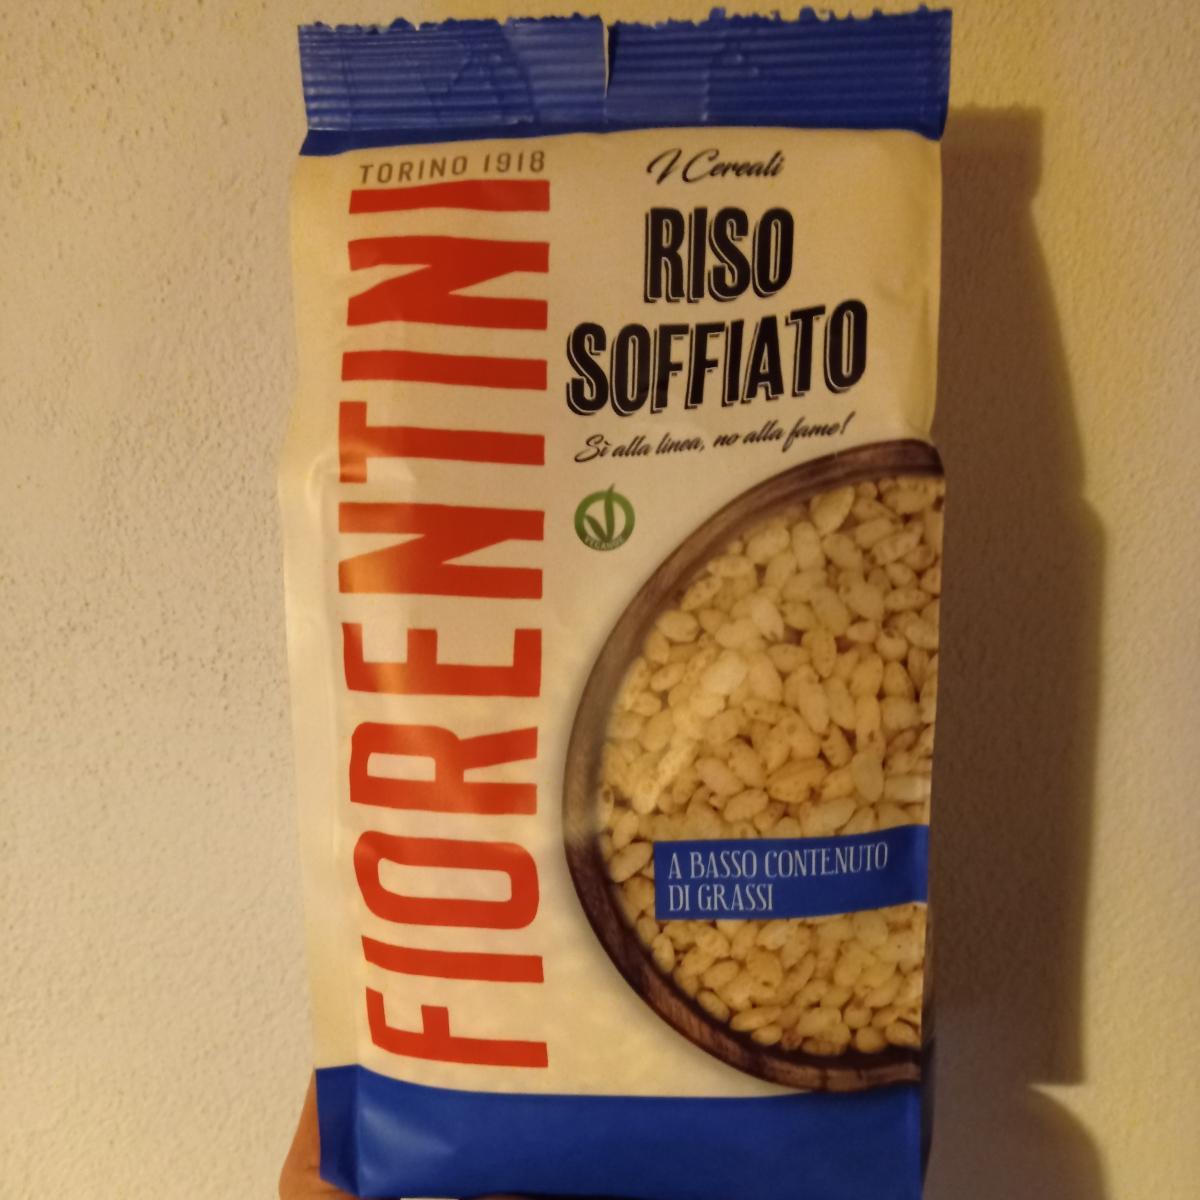 TORINO 1918
FIORENTINI
I Cereali
RISO
SOFFIATO
Sì alla linea, no alla fame!
A BASSO CONTENUTO
DI GRASSI